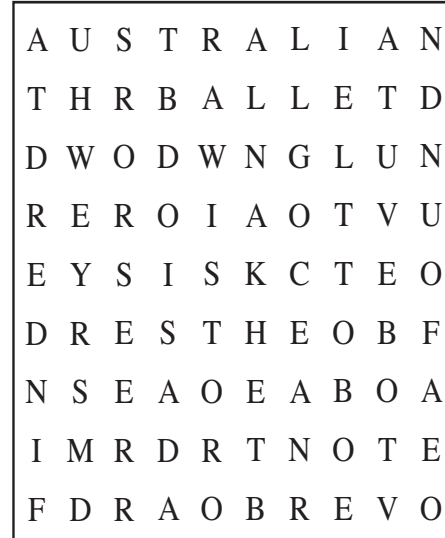 A U S T R A L I A N
T H R B A L L E T D
D W O D W N G L U N
R E R O I A O T V U
E Y S I S K C T E O
D R E S T H E O B F
N S E A O E A B O A
I M R D R T N O T E
F D R A O B R E V O